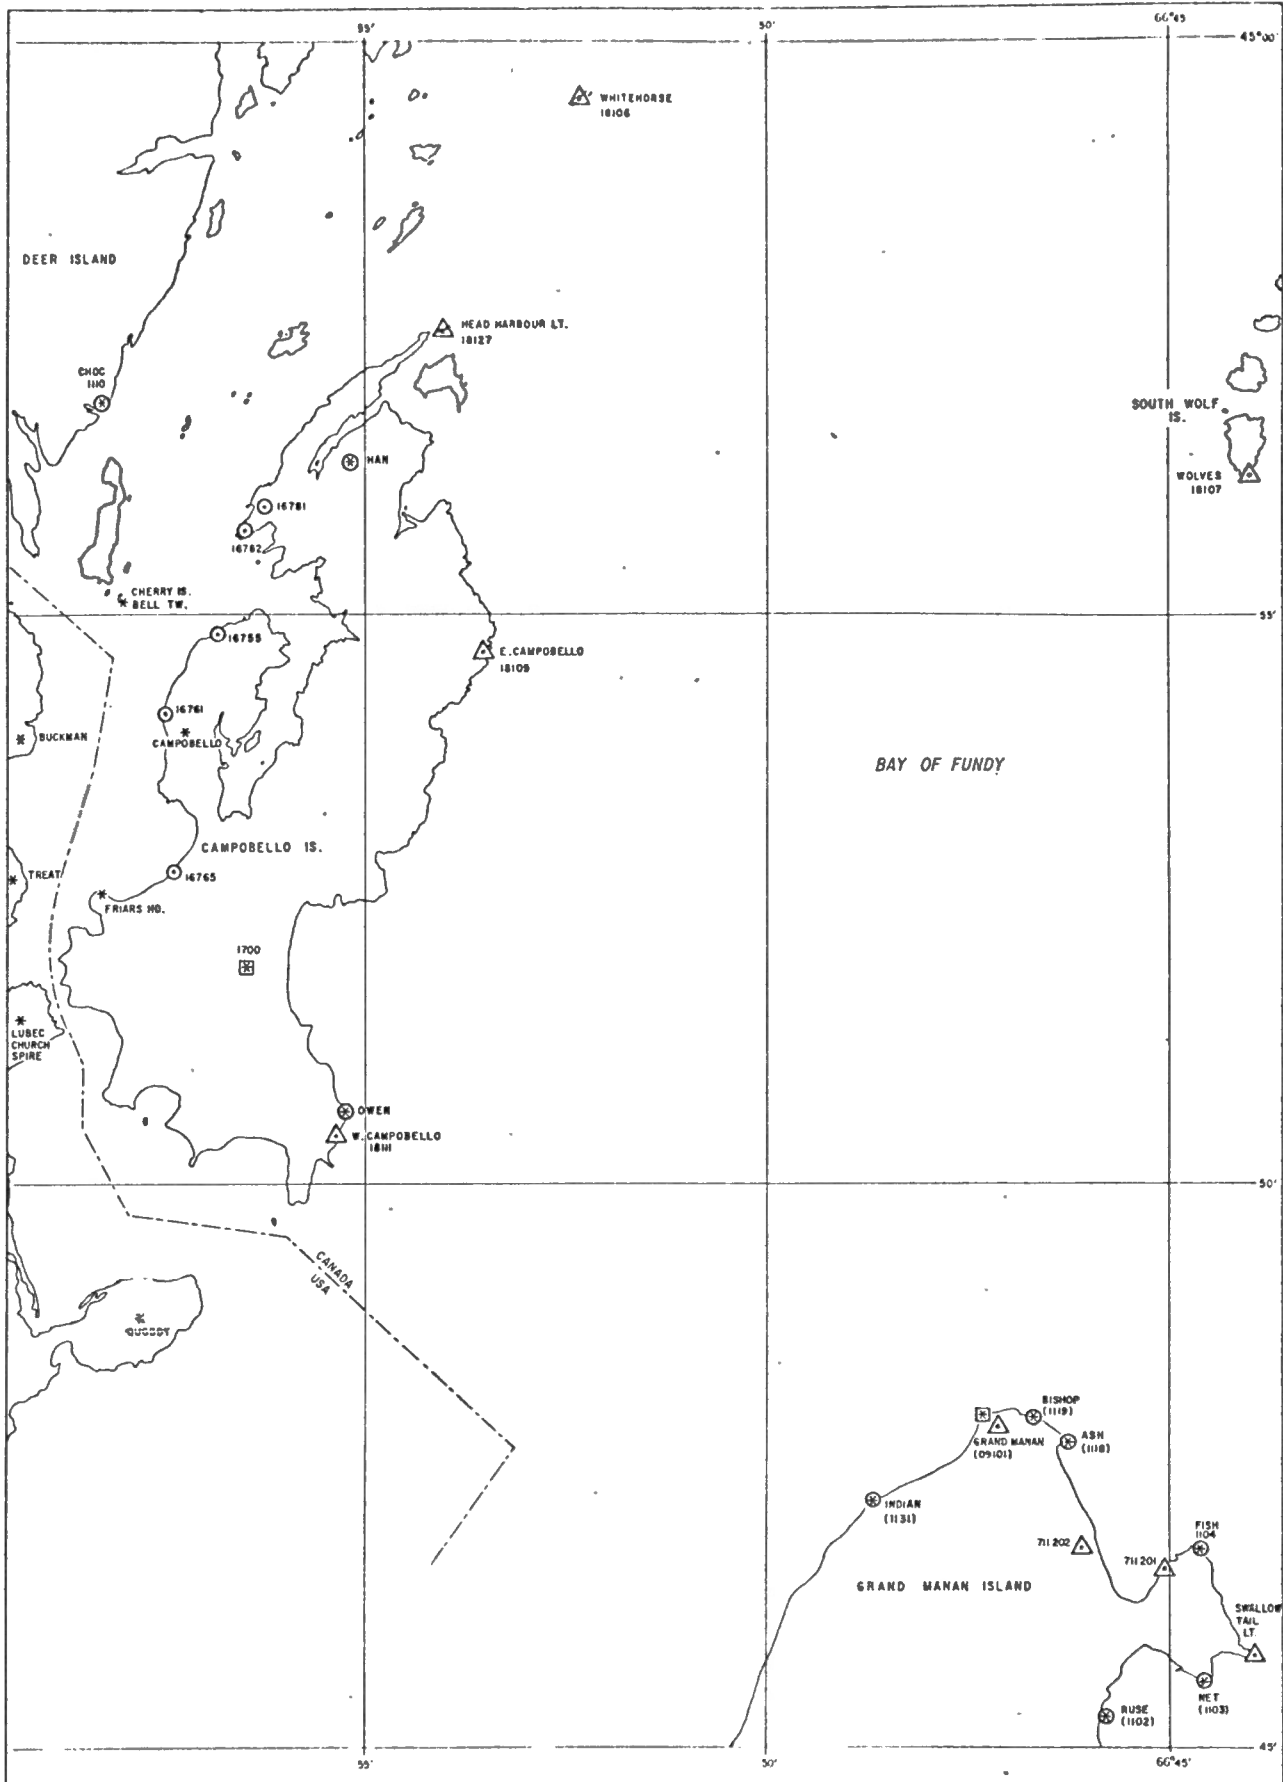 55'
50'
66°45'
45°00'
WHITEHORSE
18106
DEER ISLAND
HEAD HARBOUR LT.
18127
CHOC
1110
SOUTH WOLF
IS.
HAN
WOLVES
18107
16781
16782
CHERRY IS.
BELL TW.
55'
16755
E. CAMPOBELLO
18109
16761
BUCKMAN
CAMPOBELLO
BAY OF FUNDY
CAMPOBELLO IS.
TREAT
16765
FRIARS HD.
1700
LUBEC
CHURCH
SPIRE
OWEN
W. CAMPOBELLO
18111
50'
CANADA
USA
QUODDY
BISHOP
(1119)
ASH
(1118)
GRAND MANAN
(09101)
INDIAN
(1131)
FISH
1104
711 202
711 201
GRAND MANAN ISLAND
SWALLOW
TAIL
LT.
NET
(1103)
RUSE
(1102)
45'
55'
50'
66°45'